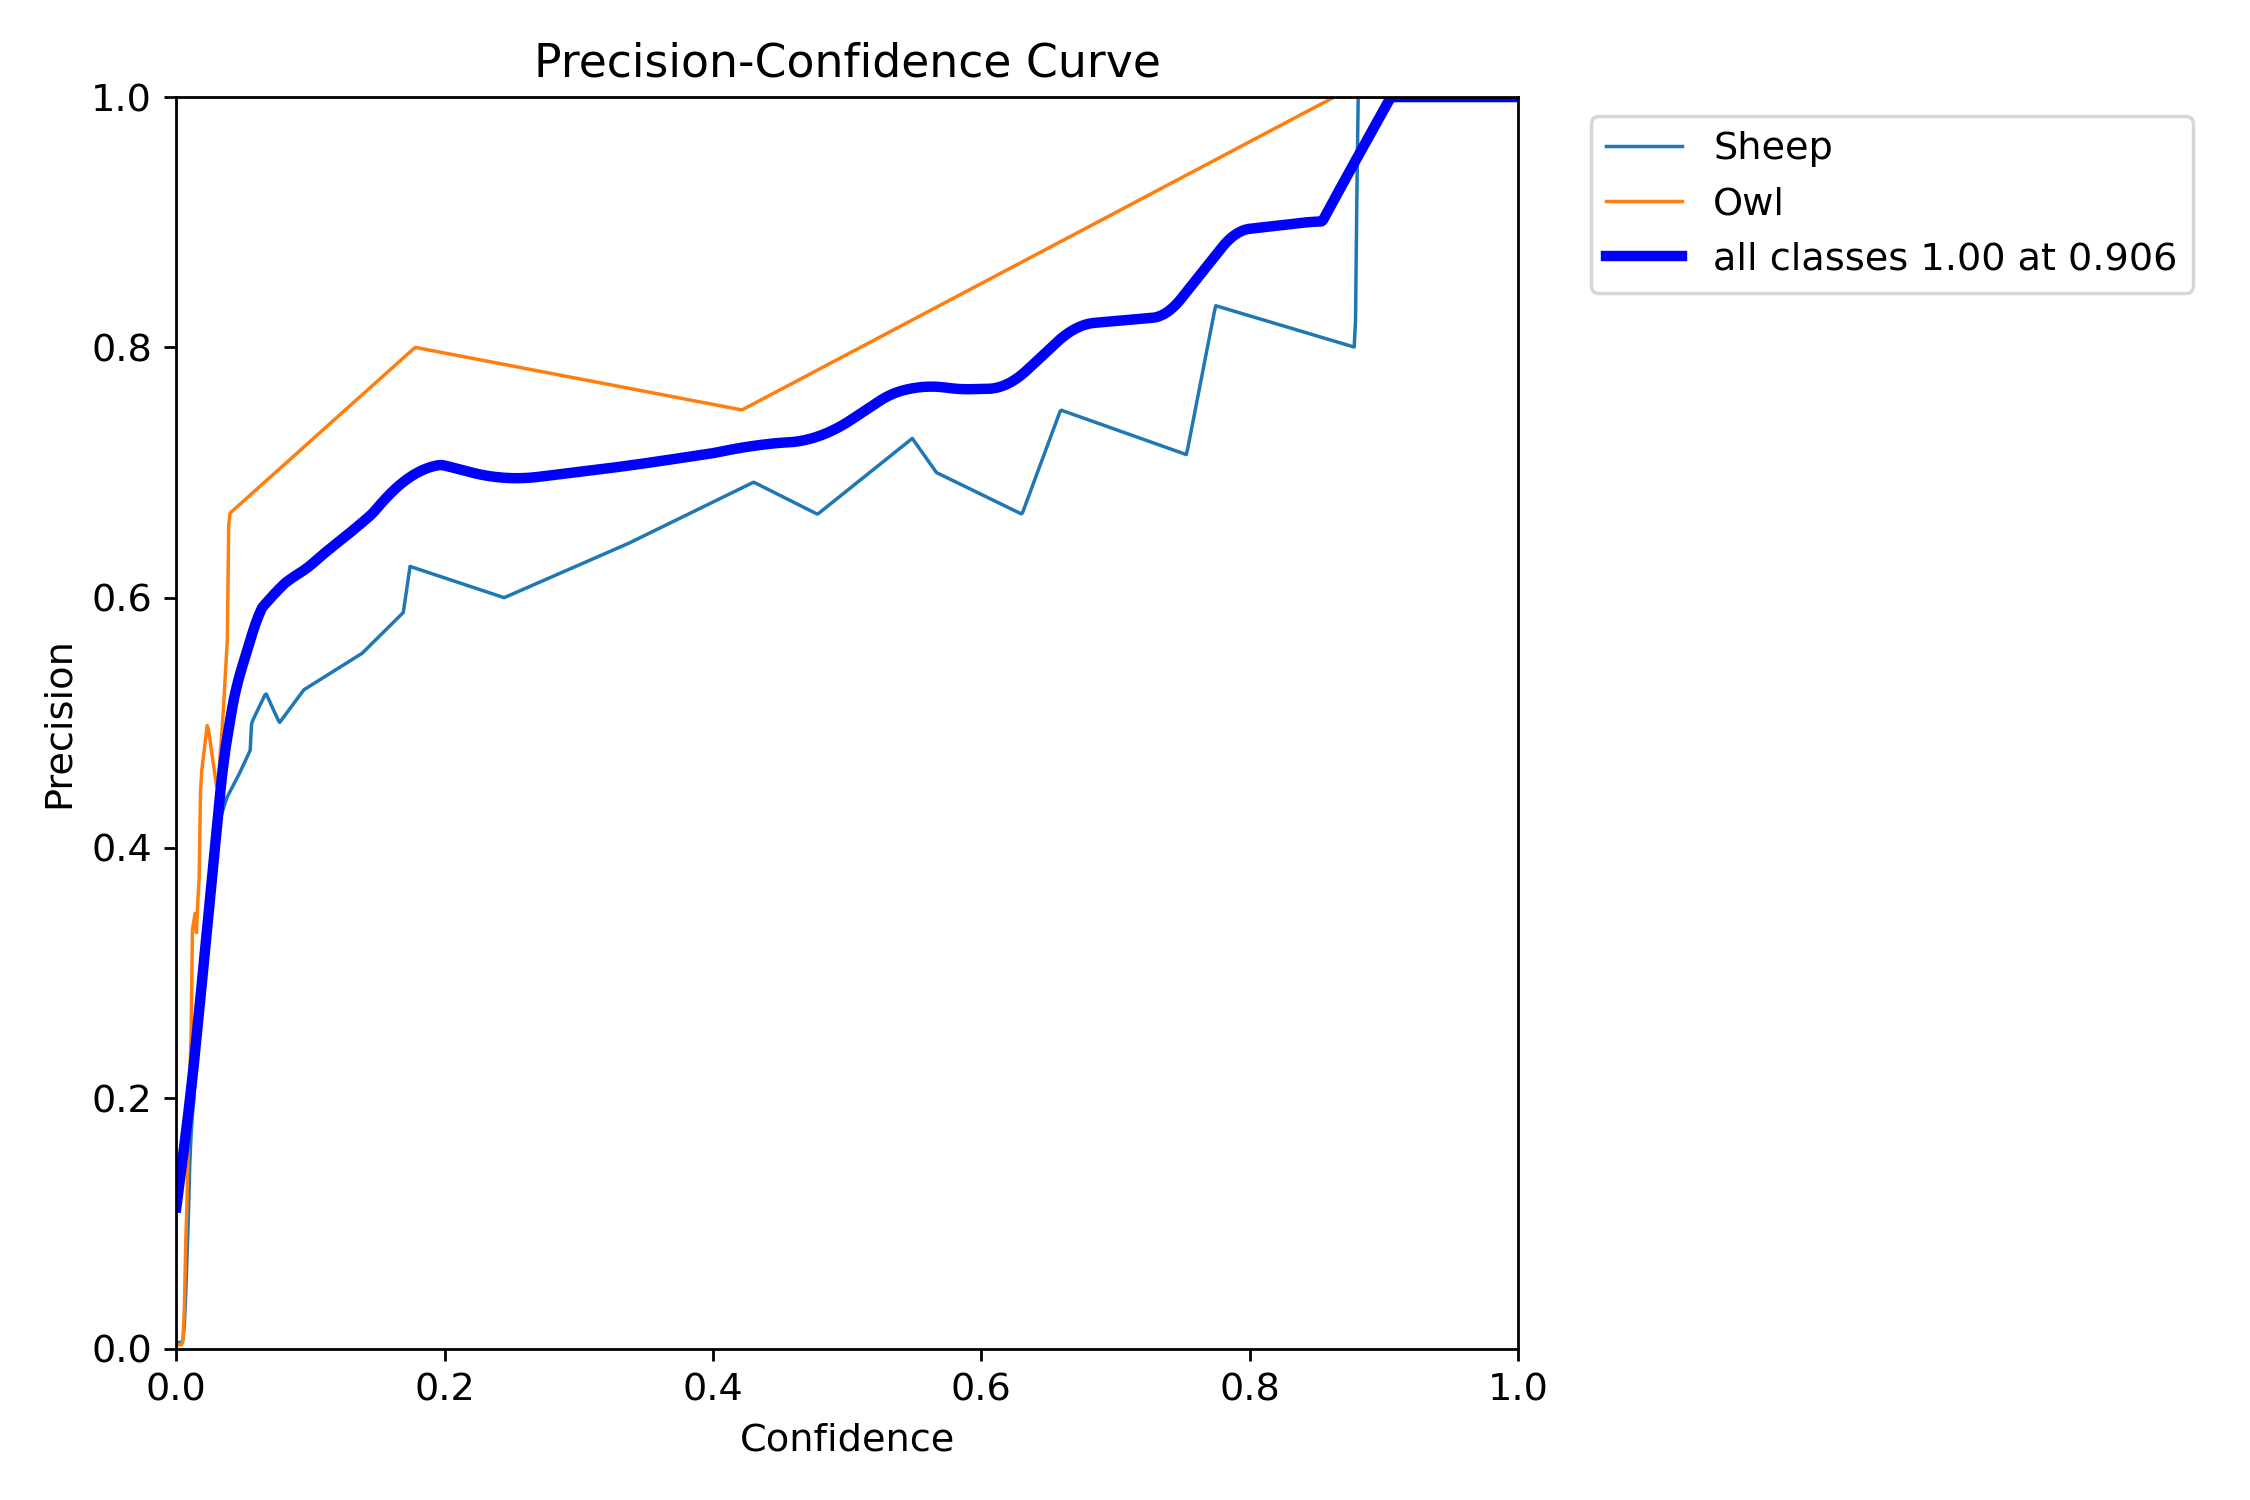 Precision-Confidence Curve
1.0
0.8
0.6
0.4
0.2
0.0
Precision
0.0 0.2 0.4 0.6 0.8 1.0
Confidence
Sheep
Owl
all classes 1.00 at 0.906